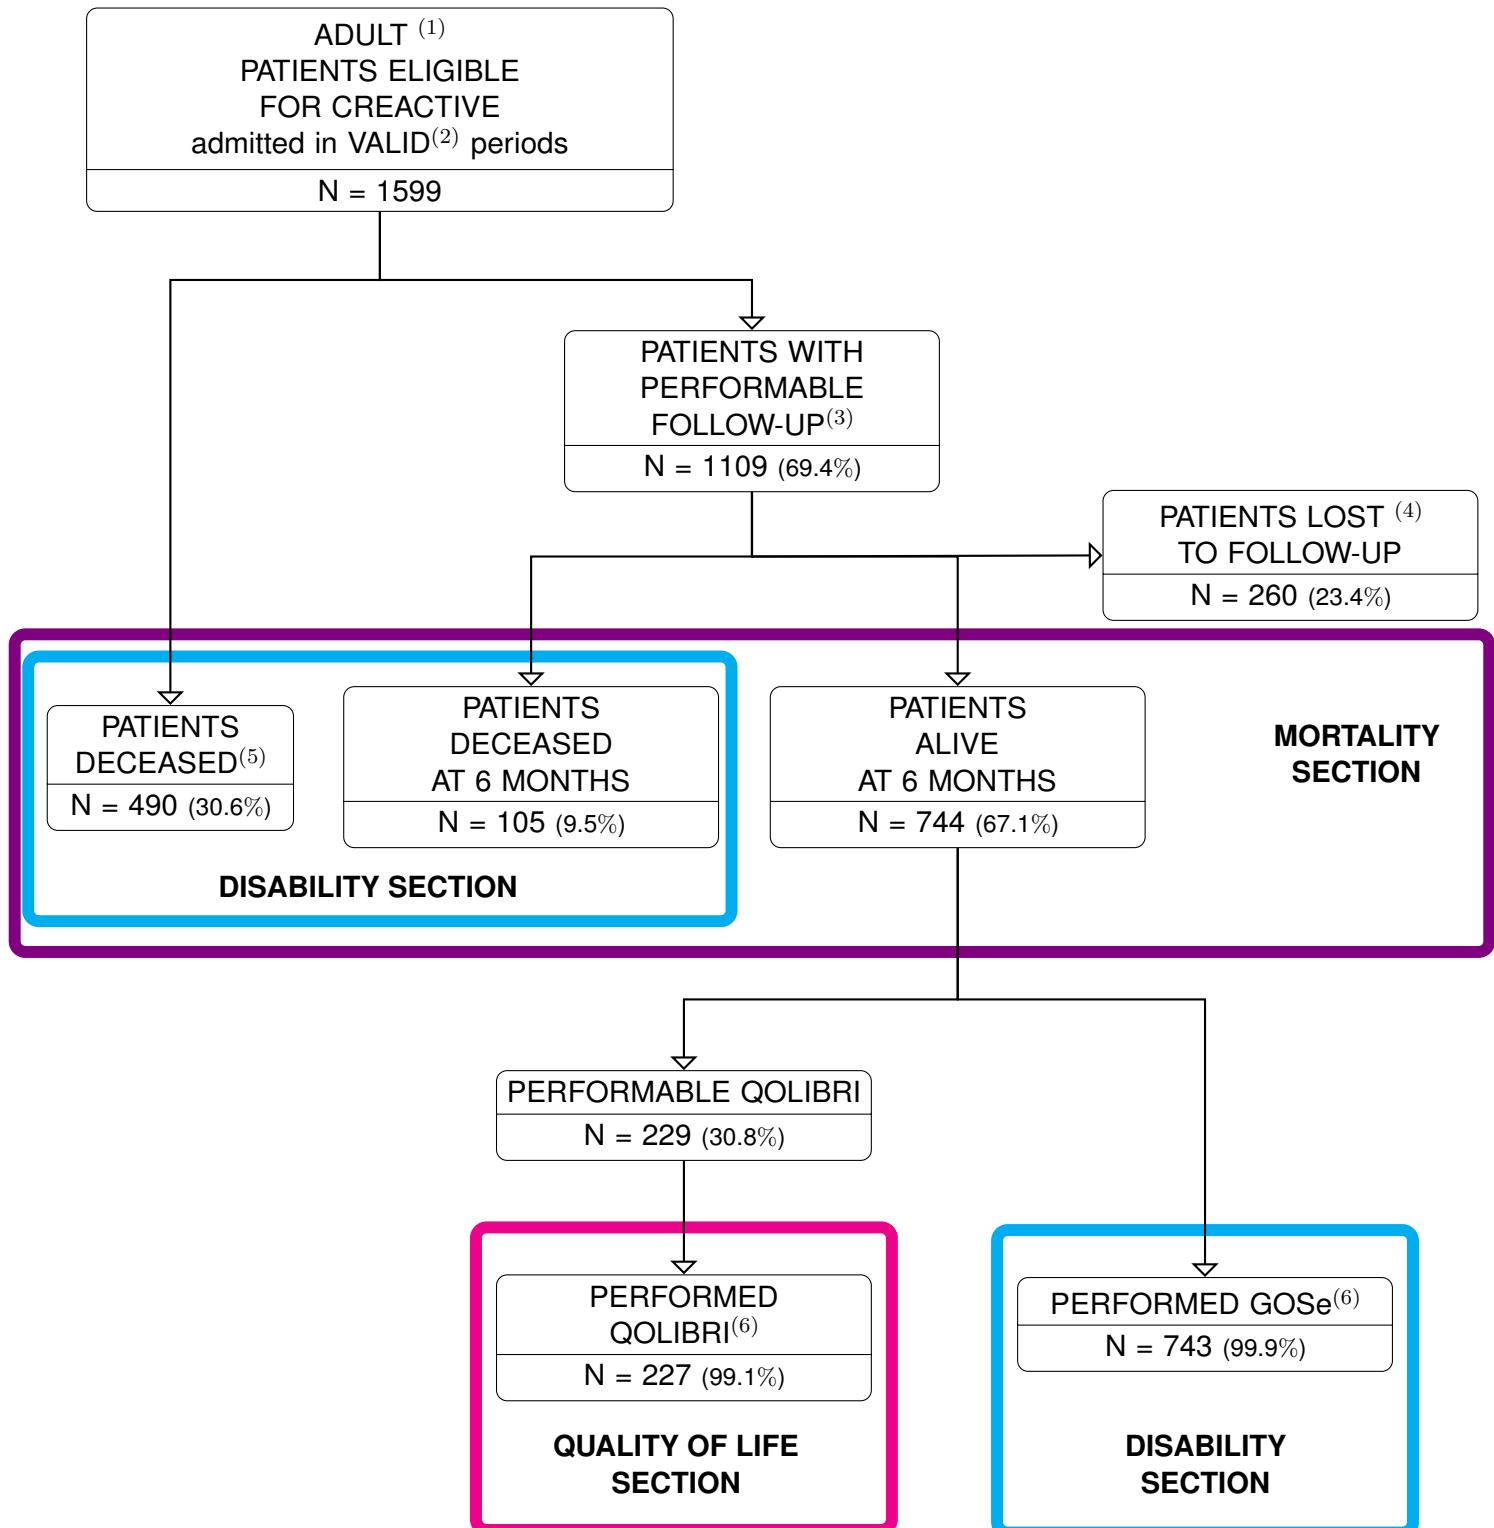 ADULT (1)
PATIENTS ELIGIBLE
FOR CREACTIVE
admitted in VALID(2) periods
N = 1599
PATIENTS WITH
PERFORMABLE
FOLLOW-UP(3)
N = 1109 (69.4%)
PATIENTS LOST (4)
TO FOLLOW-UP
N = 260 (23.4%)
PATIENTS
DECEASED(5)
N = 490 (30.6%)
PATIENTS
DECEASED
AT 6 MONTHS
N = 105 (9.5%)
PATIENTS
ALIVE
AT 6 MONTHS
N = 744 (67.1%)
MORTALITY
SECTION
DISABILITY SECTION
PERFORMABLE QOLIBRI
N = 229 (30.8%)
PERFORMED
QOLIBRI(6)
N = 227 (99.1%)
QUALITY OF LIFE
SECTION
PERFORMED GOSe(6)
N = 743 (99.9%)
DISABILITY
SECTION